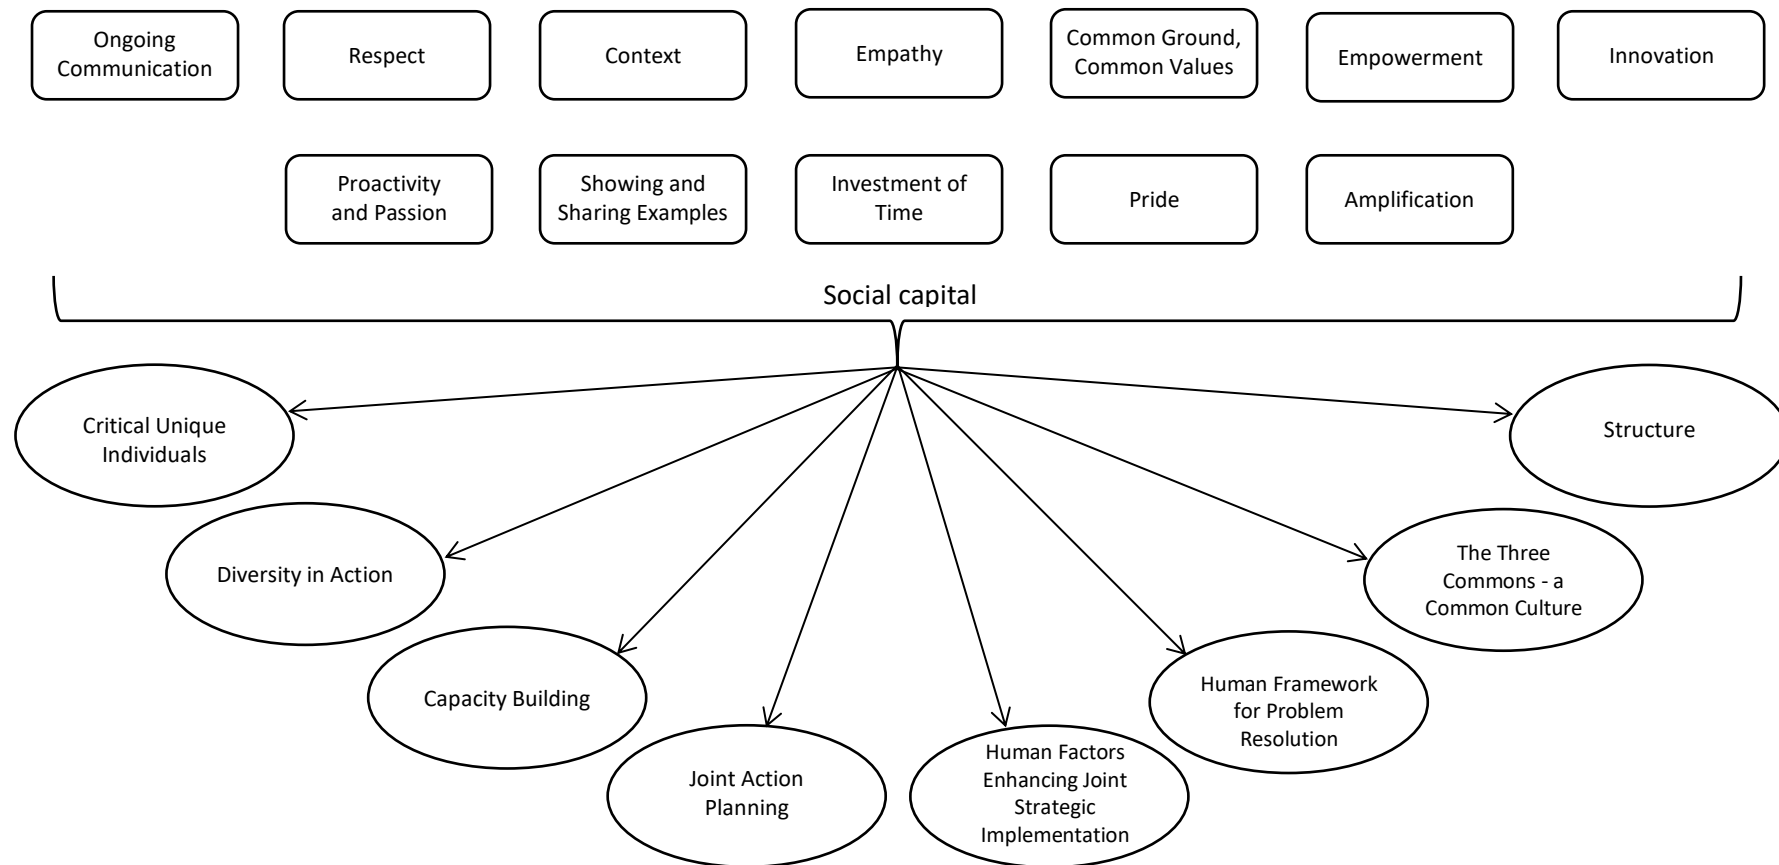 Ongoing
Communication
Respect
Context
Empathy
Common Ground,
Common Values
Empowerment
Innovation
Proactivity
and Passion
Showing and
Sharing Examples
Investment of
Time
Pride
Amplification
Social capital
Critical Unique
Individuals
Structure
Diversity in Action
The Three
Commons - a
Common Culture
Capacity Building
Human Framework
for Problem
Resolution
Joint Action
Planning
Human Factors
Enhancing Joint
Strategic
Implementation